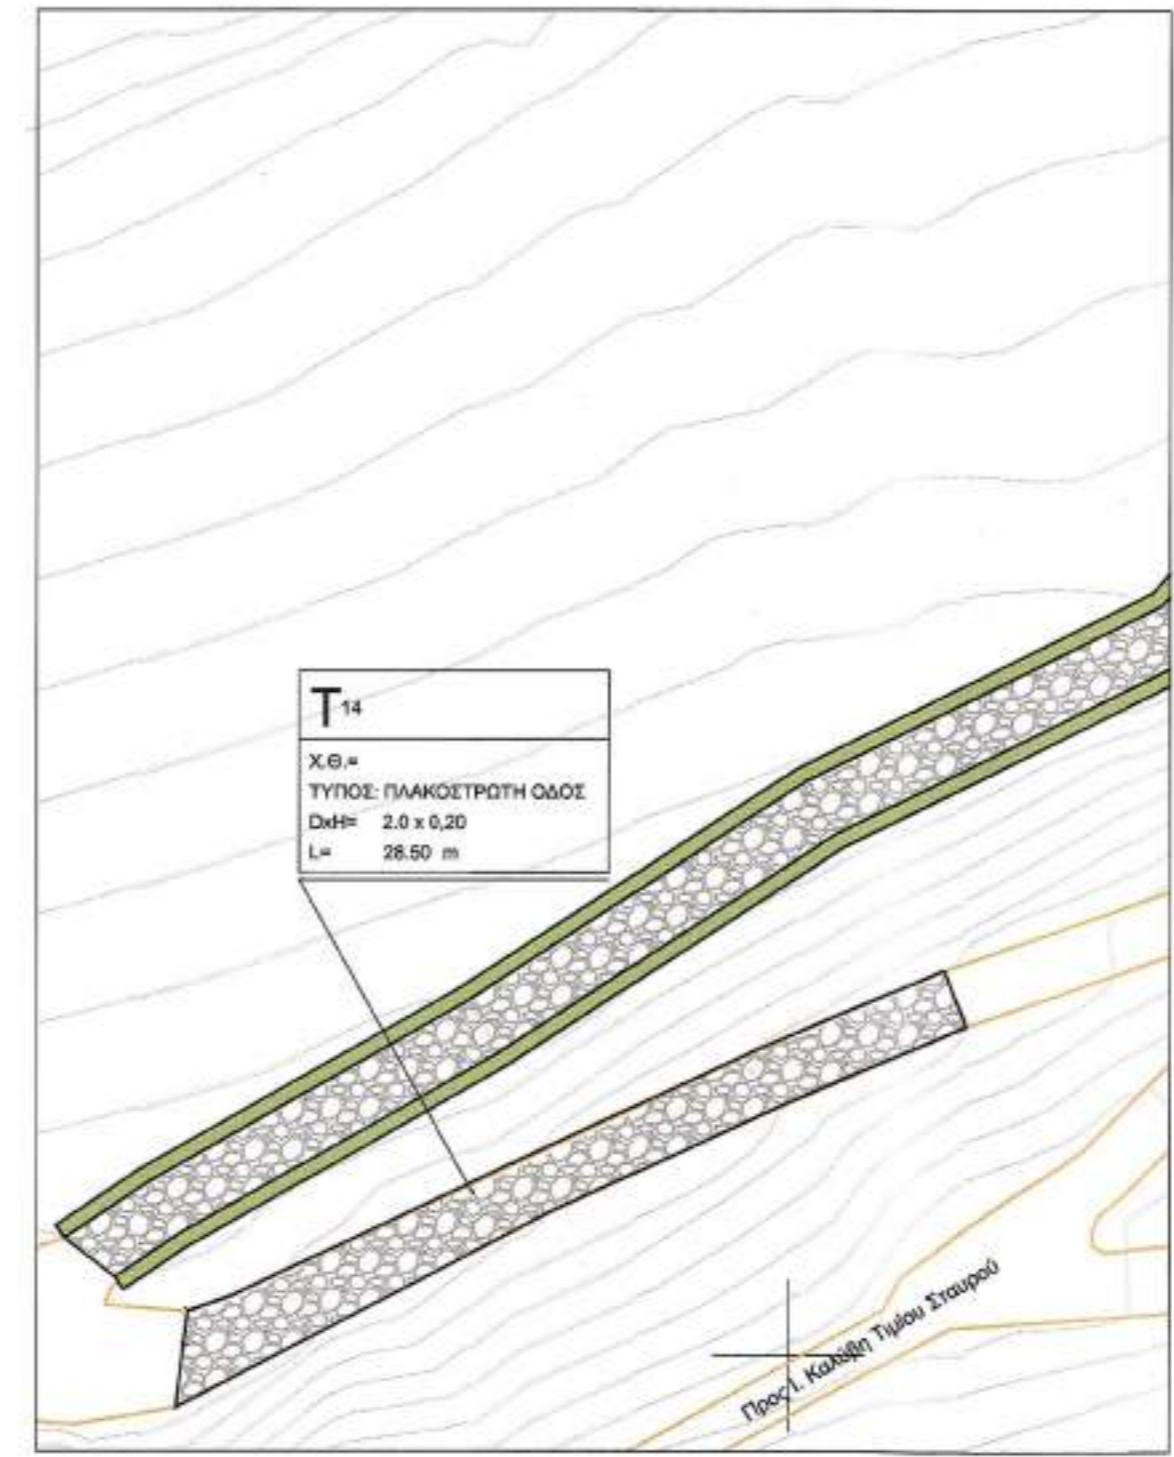 T14
Χ.Θ.=
ΤΥΠΟΣ: ΠΛΑΚΟΣΤΡΩΤΗ ΟΔΟΣ
DxH= 2.0 x 0,20
L= 28.50 m
Προς Ι. Καλύβη Τιμίου Σταυρού